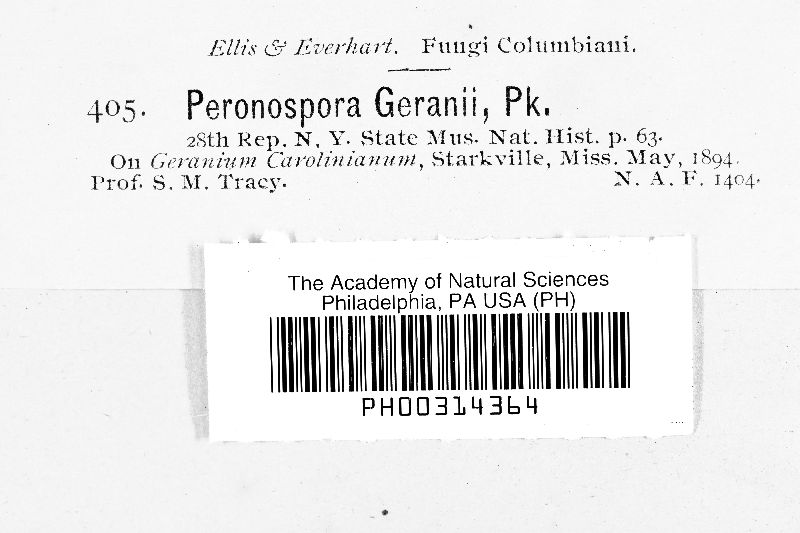 Ellis & Everhart. Fungi Columbiani.
405. Peronospora Geranii, Pk.
28th Rep. N. Y. State Mus. Nat. Hist. p. 63.
On Geranium Carolinianum, Starkville, Miss. May, 1894.
Prof. S. M. Tracy. N. A. F. 1404.
The Academy of Natural Sciences
Philadelphia, PA USA (PH)
PH00314364